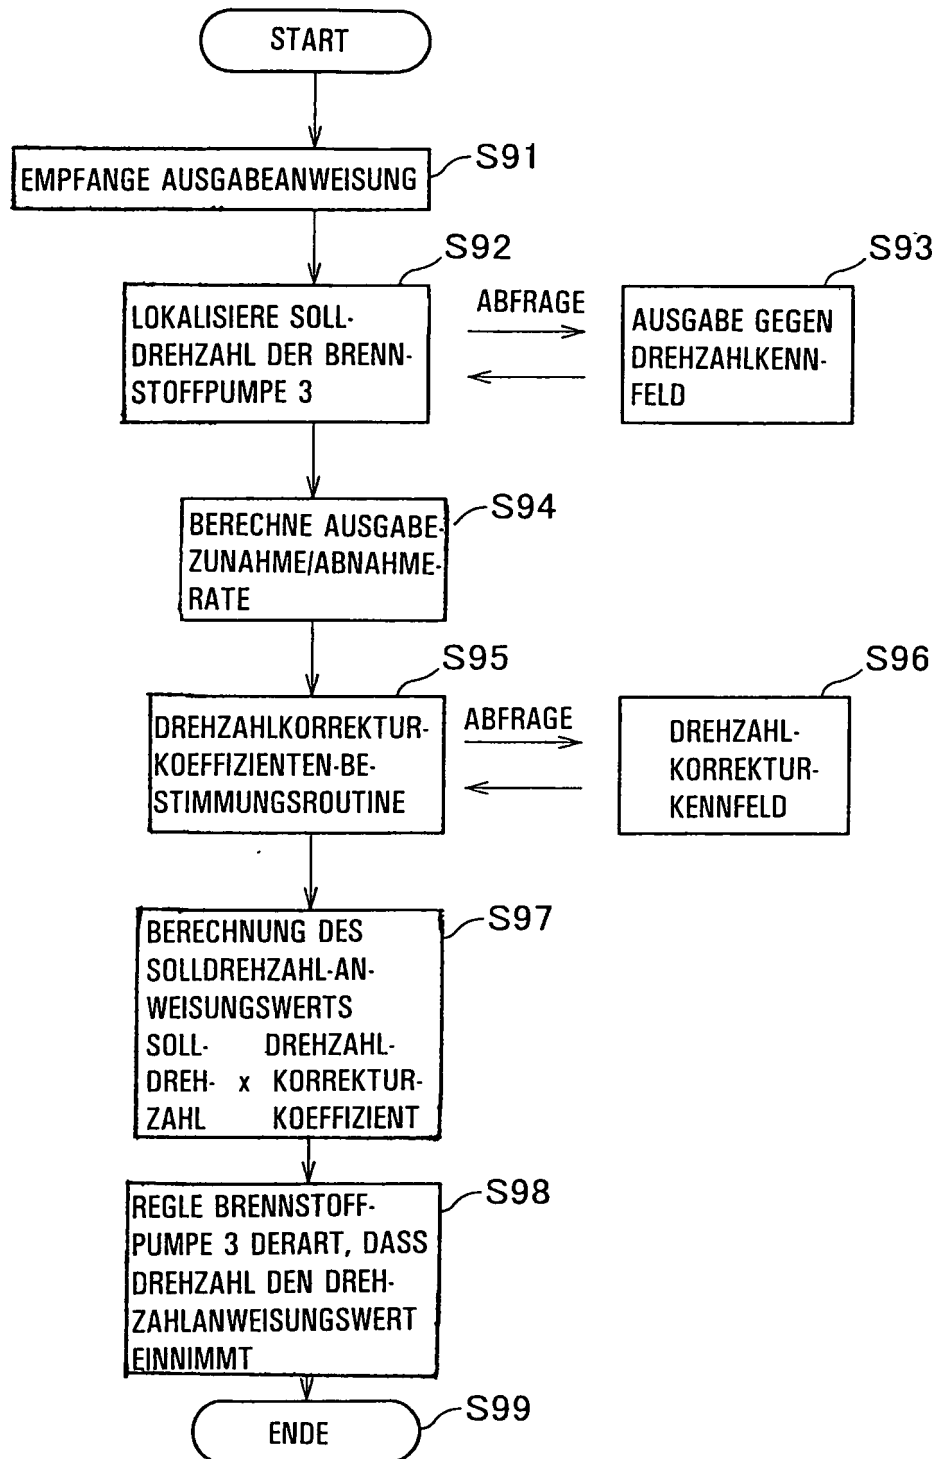 START
S91
EMPFANGE AUSGABEANWEISUNG
S92
LOKALISIERE SOLL-
DREHZAHL DER BRENN-
STOFFPUMPE 3
ABFRAGE
S93
AUSGABE GEGEN
DREHZAHLKENN-
FELD
S94
BERECHNE AUSGABE-
ZUNAHME/ABNAHME-
RATE
S95
DREHZAHLKORREKTUR-
KOEFFIZIENTEN-BE-
STIMMUNGSROUTINE
ABFRAGE
S96
DREHZAHL-
KORREKTUR-
KENNFELD
S97
BERECHNUNG DES
SOLLDREHZAHL-AN-
WEISUNGSWERTS
SOLL- DREHZAHL-
DREH- x KORREKTUR-
ZAHL KOEFFIZIENT
S98
REGLE BRENNSTOFF-
PUMPE 3 DERART, DASS
DREHZAHL DEN DREH-
ZAHLANWEISUNGSWERT
EINNIMMT
S99
ENDE